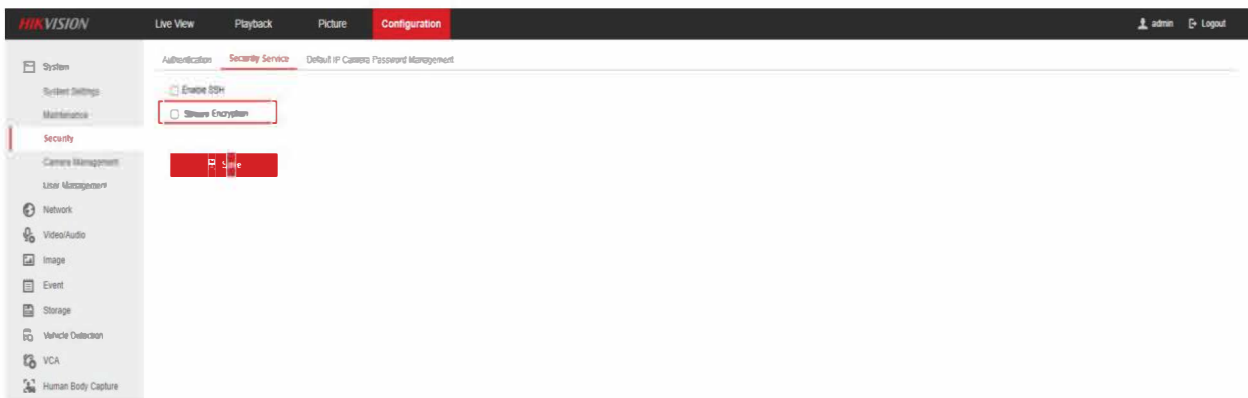 HIKVISION Live View Playback Picture Configuration admin Logout
Authentication Security Service Default IP Camera Password Management
System
System Settings
Maintenance
Security
Camera Management
User Management
Network
Video/Audio
Image
Event
Storage
Vehicle Detection
VCA
Human Body Capture
Enable SSH
Stream Encryption
Save